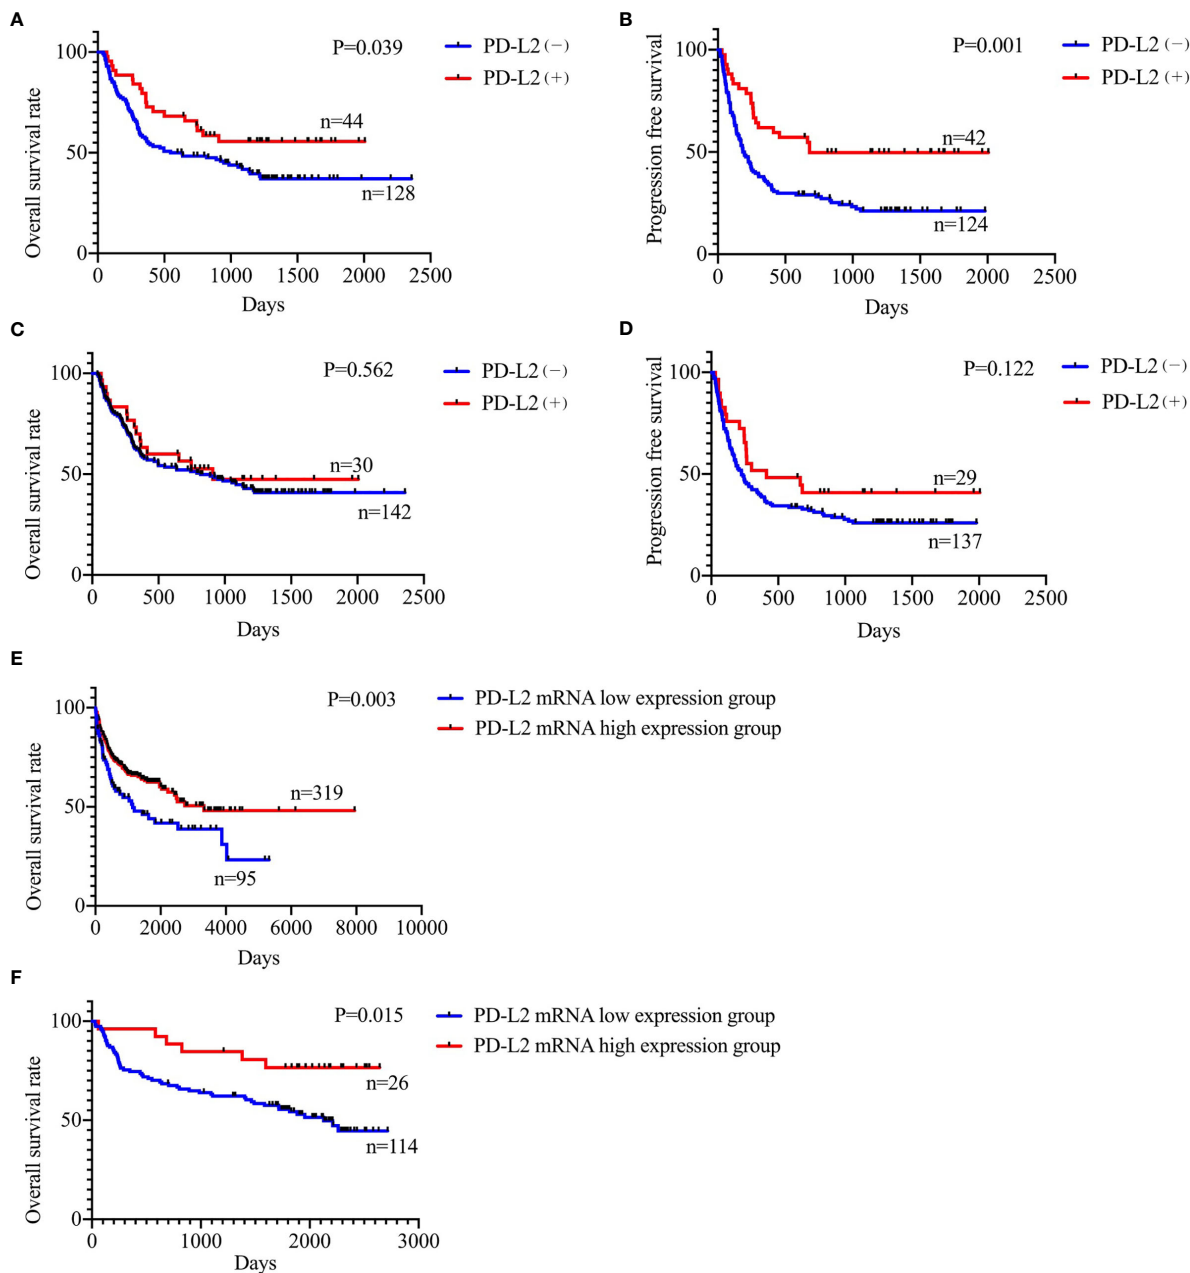 A
P=0.039
PD-L2 (−)
PD-L2 (+)
Overall survival rate
100
50
0
n=44
n=128
0 500 1000 1500 2000 2500
Days
B
P=0.001
PD-L2 (−)
PD-L2 (+)
Progression free survival
100
50
0
n=42
n=124
0 500 1000 1500 2000 2500
Days
C
P=0.562
PD-L2 (−)
PD-L2 (+)
Overall survival rate
100
50
0
n=30
n=142
0 500 1000 1500 2000 2500
Days
D
P=0.122
PD-L2 (−)
PD-L2 (+)
Progression free survival
100
50
0
n=29
n=137
0 500 1000 1500 2000 2500
Days
E
P=0.003
PD-L2 mRNA low expression group
PD-L2 mRNA high expression group
Overall survival rate
100
50
0
n=319
n=95
0 2000 4000 6000 8000 10000
Days
F
P=0.015
PD-L2 mRNA low expression group
PD-L2 mRNA high expression group
Overall survival rate
100
50
0
n=26
n=114
0 1000 2000 3000
Days